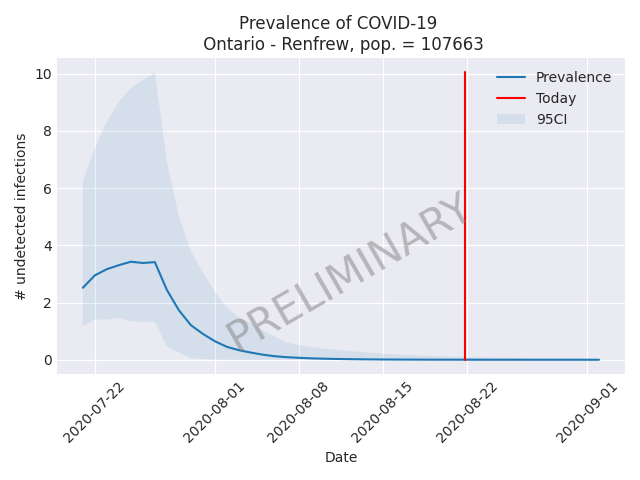 Prevalence of COVID-19
Ontario - Renfrew, pop. = 107663
10
8
6
4
2
0
# undetected infections
Prevalence
Today
95CI
PRELIMINARY
2020-07-22
2020-08-01
2020-08-08
2020-08-15
2020-08-22
2020-09-01
Date